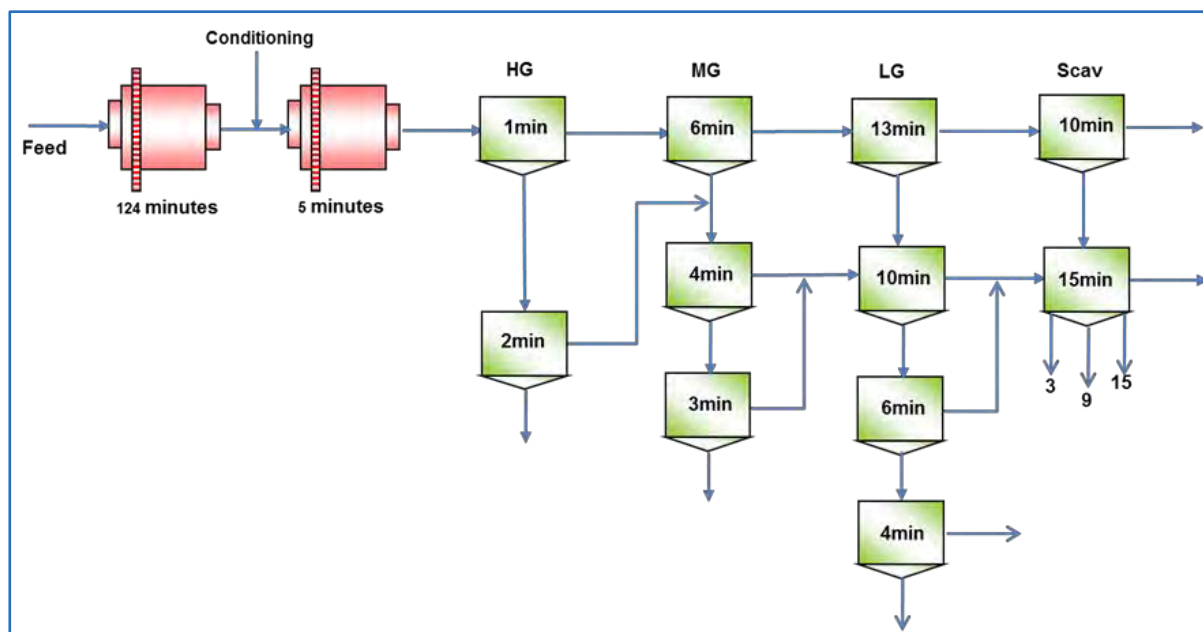 Conditioning
HG
MG
LG
Scav
Feed
124 minutes
5 minutes
1min
6min
13min
10min
4min
10min
15min
2min
3min
6min
3
9
15
4min